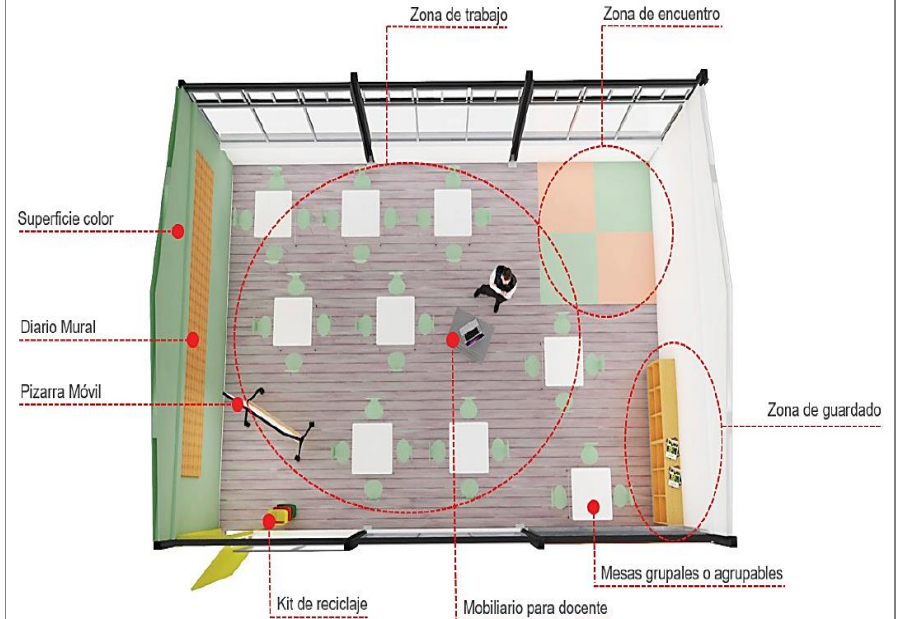 Zona de trabajo
Zona de encuentro
Superficie color
Diario Mural
Pizarra Móvil
Zona de guardado
Mesas grupales o agrupables
Kit de reciclaje
Mobiliario para docente